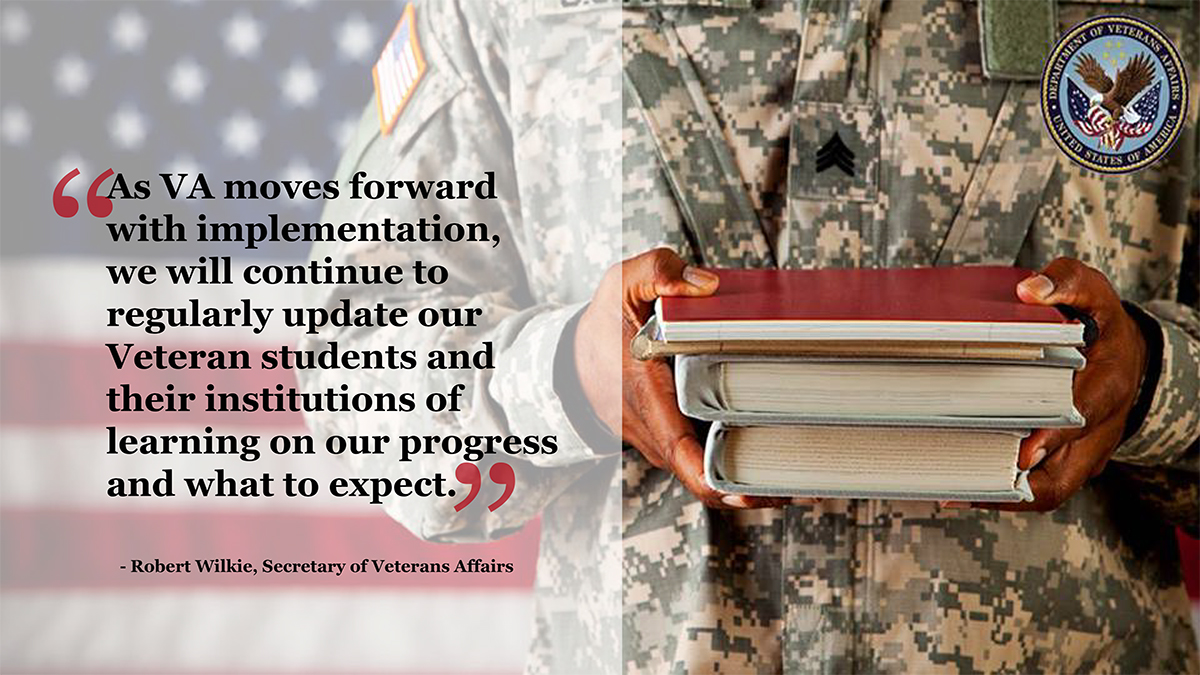 “As VA moves forward
with implementation,
we will continue to
regularly update our
Veteran students and
their institutions of
learning on our progress
and what to expect.”
- Robert Wilkie, Secretary of Veterans Affairs
DEPARTMENT OF VETERANS AFFAIRS
UNITED STATES OF AMERICA